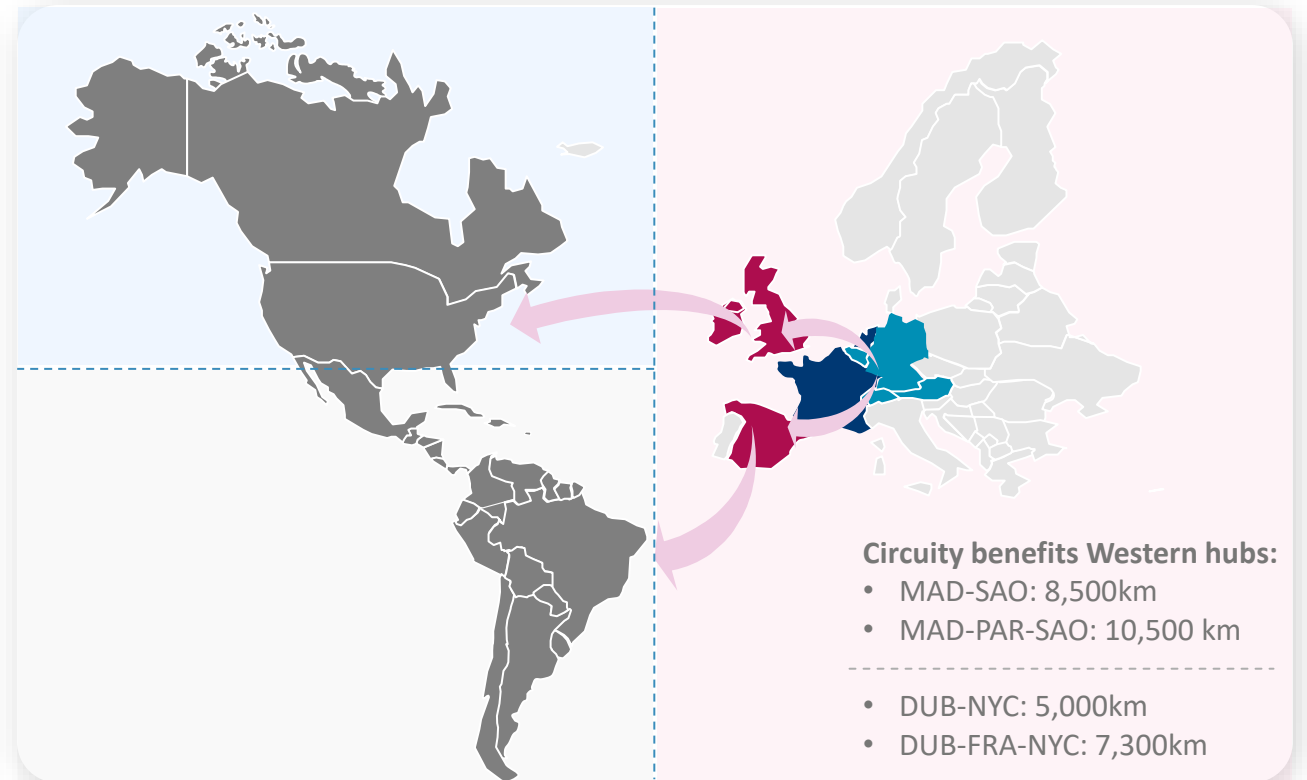 Circuity benefits Western hubs:
• MAD-SAO: 8,500km
• MAD-PAR-SAO: 10,500 km
• DUB-NYC: 5,000km
• DUB-FRA-NYC: 7,300km